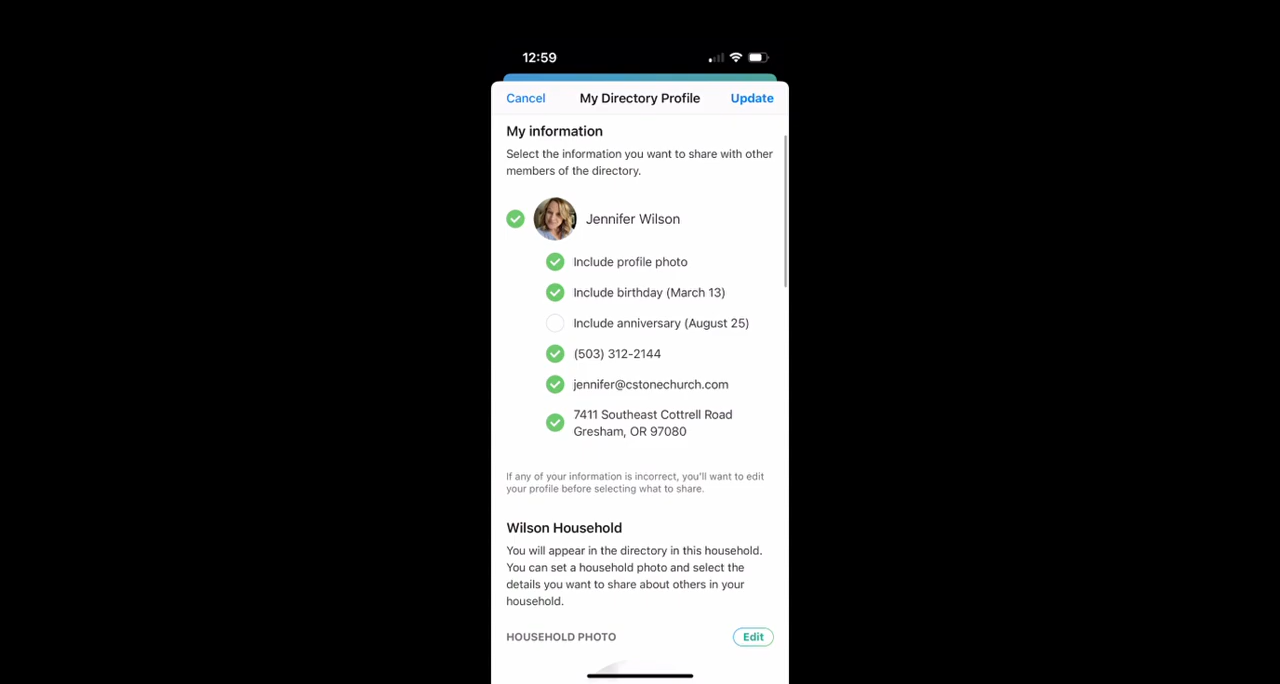 12:59
Cancel My Directory Profile Update
My information
Select the information you want to share with other
members of the directory.
Jennifer Wilson
Include profile photo
Include birthday (March 13)
Include anniversary (August 25)
(503) 312-2144
jennifer@cstonechurch.com
7411 Southeast Cottrell Road
Gresham, OR 97080
If any of your information is incorrect, you'll want to edit
your profile before selecting what to share.
Wilson Household
You will appear in the directory in this household.
You can set a household photo and select the
details you want to share about others in your
household.
HOUSEHOLD PHOTO Edit